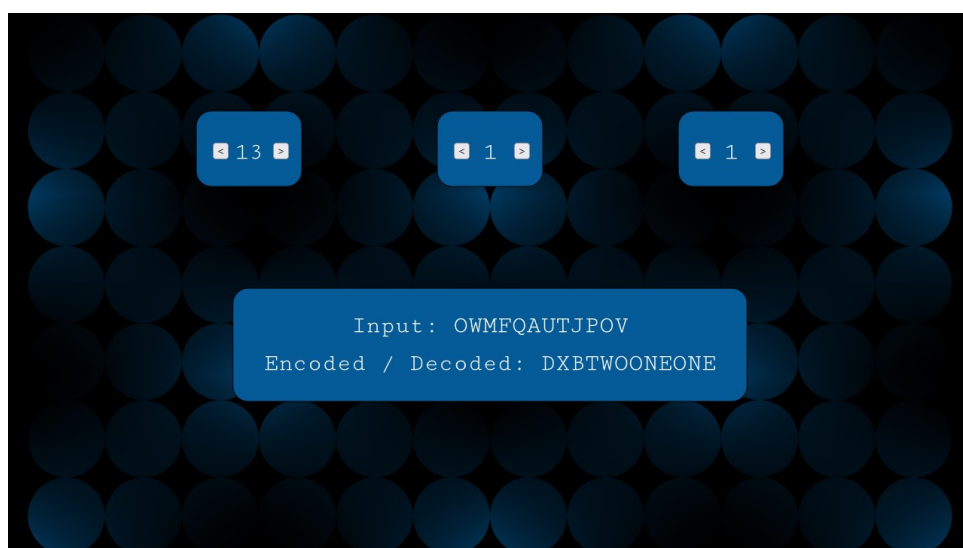 < 13 > < 1 > < 1 >
Input: OWMFQAUTJPOV
Encoded / Decoded: DXBTWOONEONE